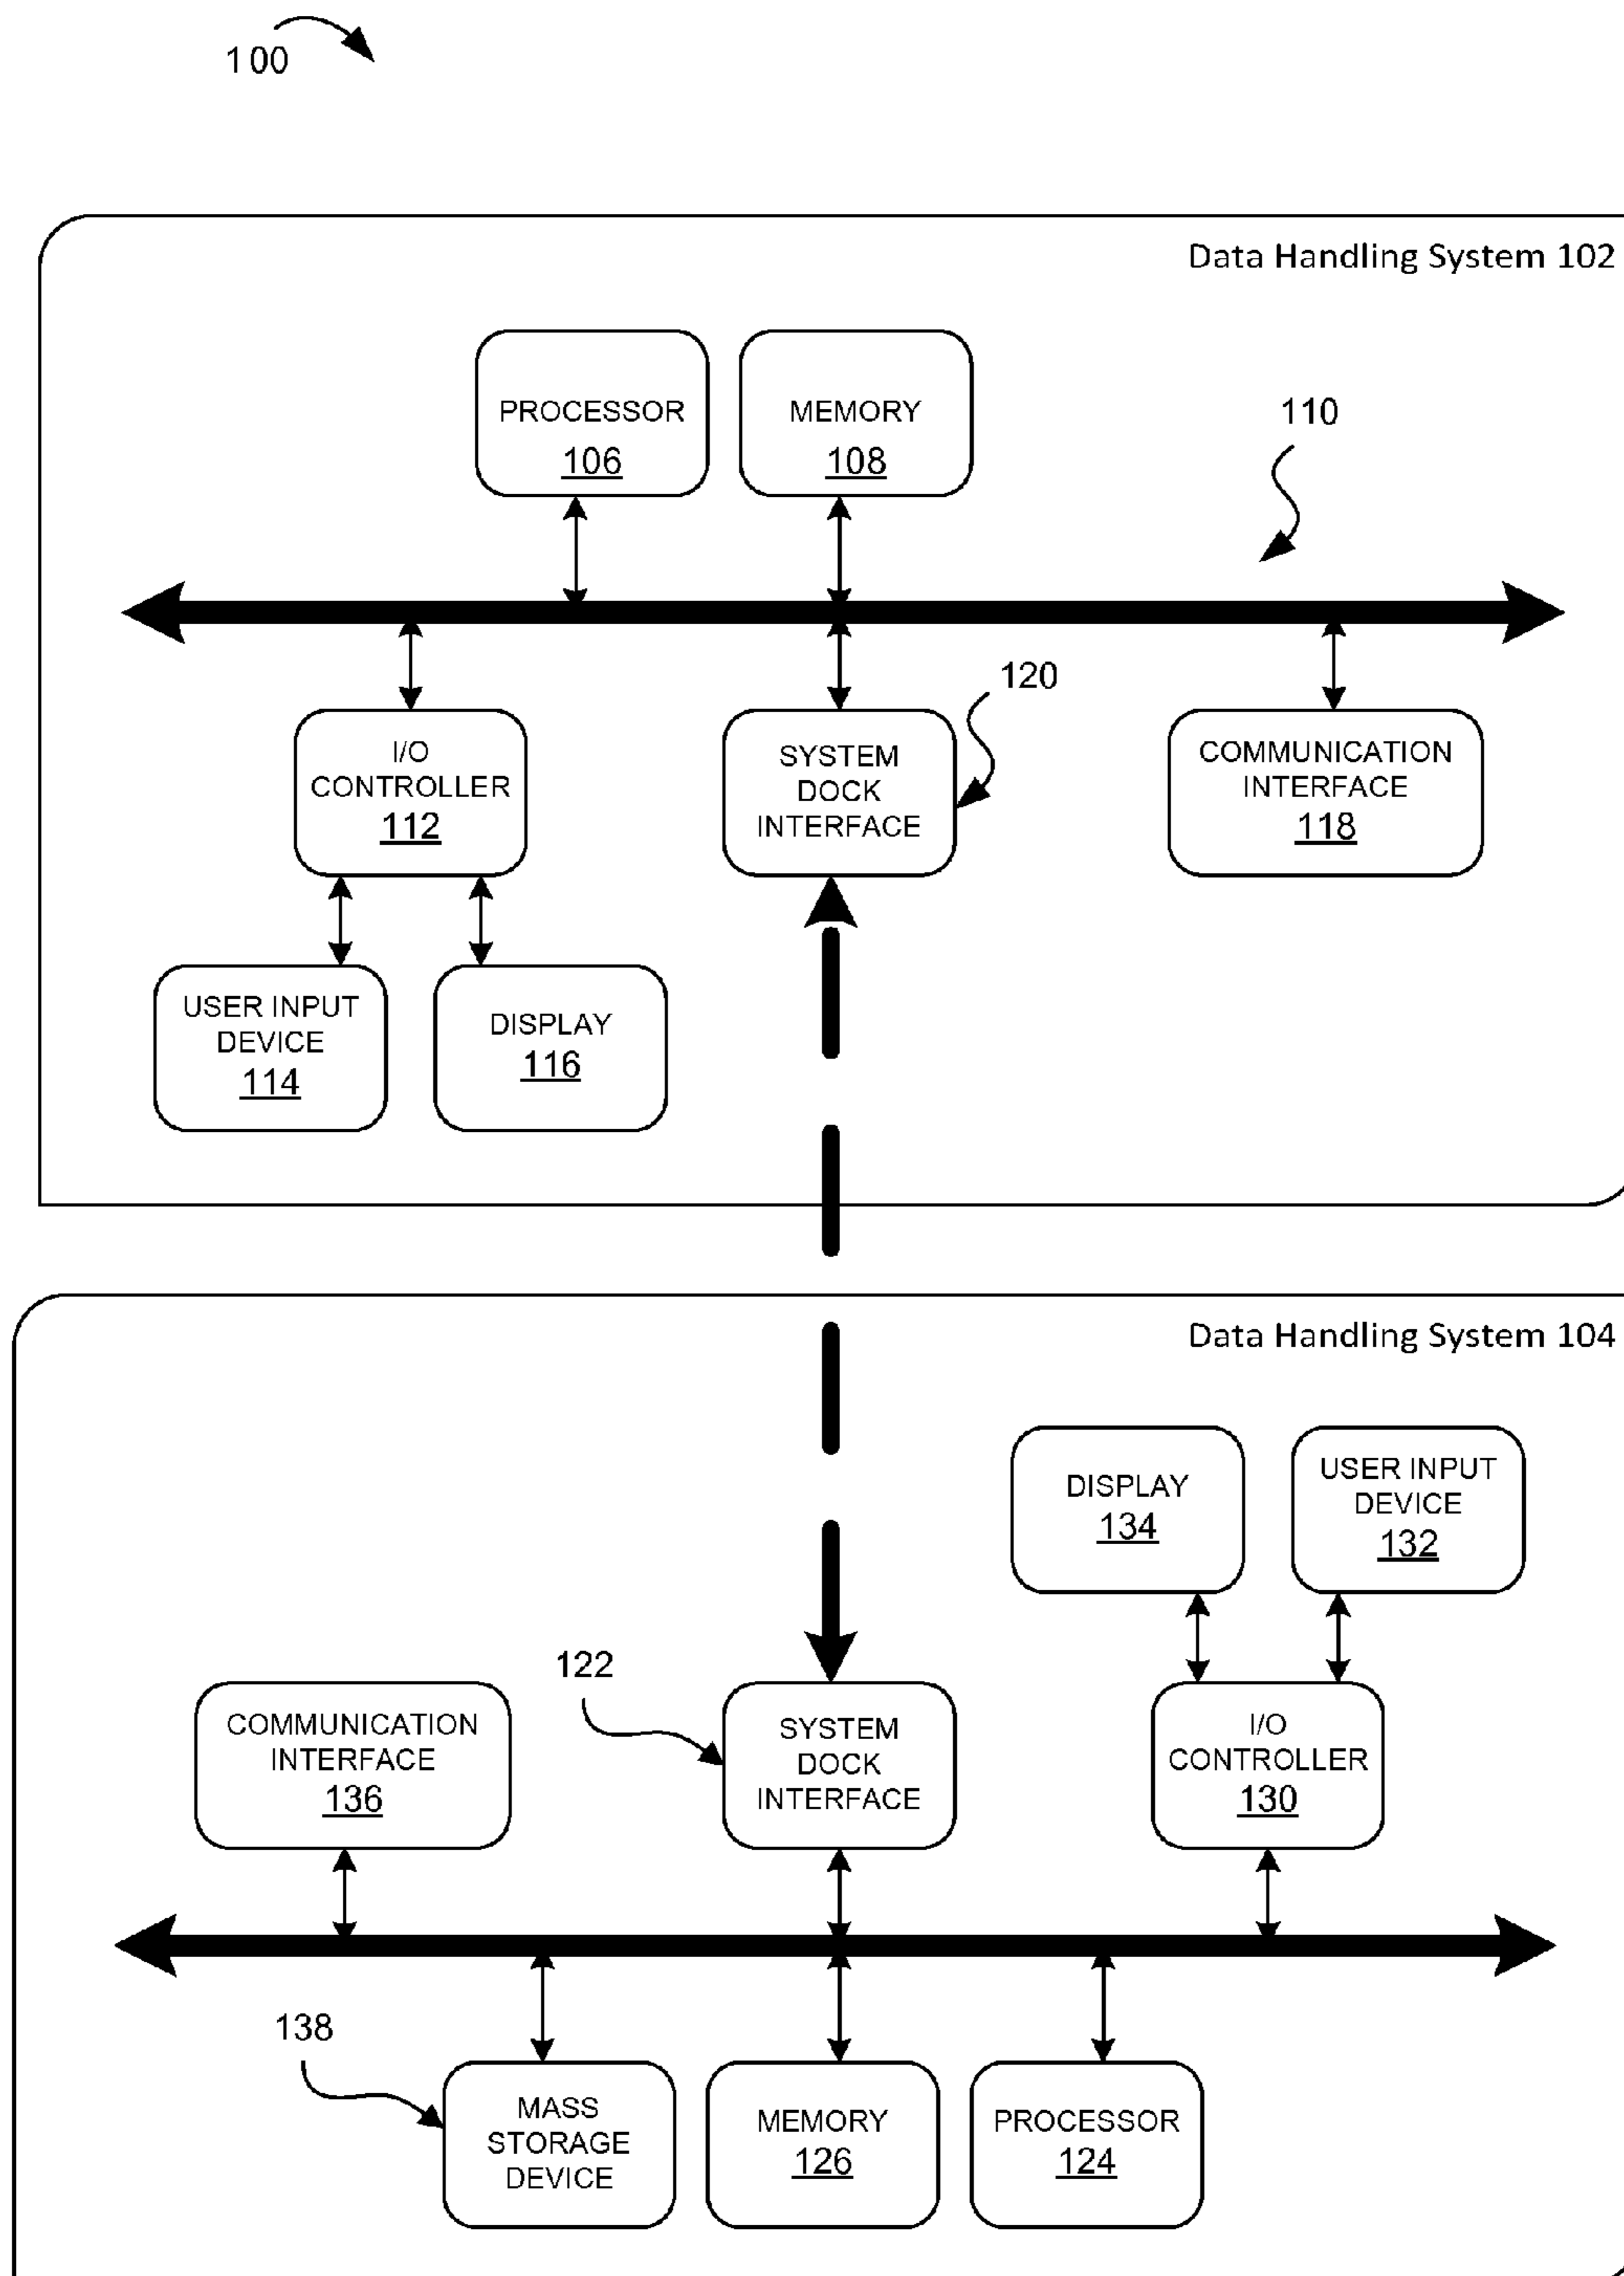 100
Data Handling System 102
PROCESSOR
106
MEMORY
108
110
120
I/O
CONTROLLER
112
SYSTEM
DOCK
INTERFACE
COMMUNICATION
INTERFACE
118
USER INPUT
DEVICE
114
DISPLAY
116
Data Handling System 104
DISPLAY
134
USER INPUT
DEVICE
132
122
COMMUNICATION
INTERFACE
136
SYSTEM
DOCK
INTERFACE
I/O
CONTROLLER
130
138
MASS
STORAGE
DEVICE
MEMORY
126
PROCESSOR
124